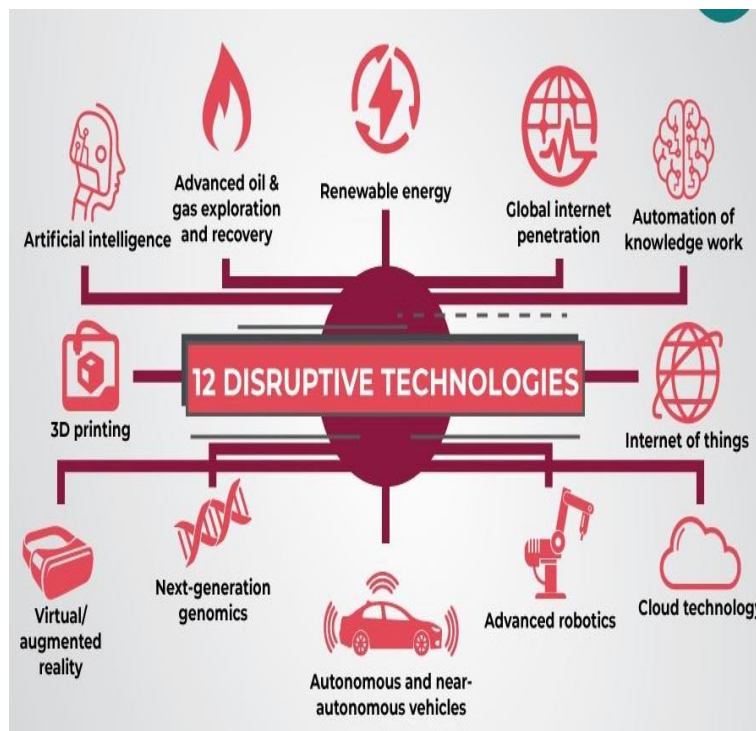 Artificial intelligence
Advanced oil &
gas exploration
and recovery
Renewable energy
Global internet
penetration
Automation of
knowledge work
12 DISRUPTIVE TECHNOLOGIES
3D printing
Internet of things
Virtual/
augmented
reality
Next-generation
genomics
Autonomous and near-
autonomous vehicles
Advanced robotics
Cloud technology